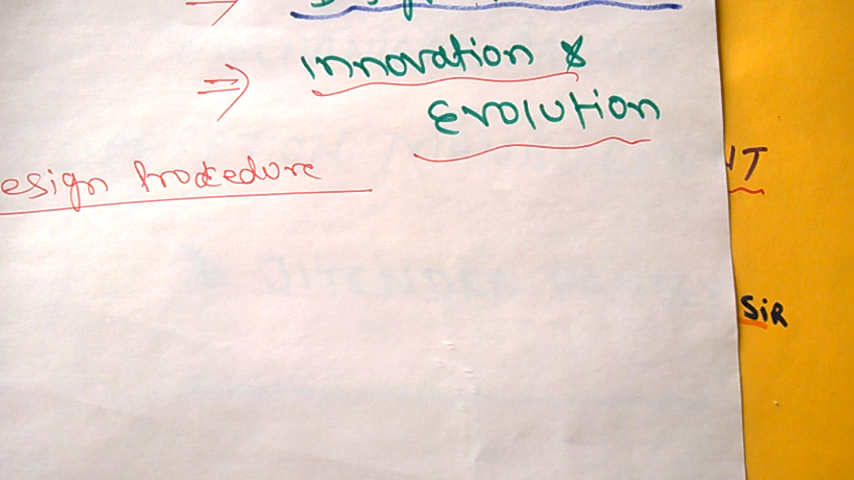 ⇒ innovation &
Evolution
esign Procedure
IT
SiR